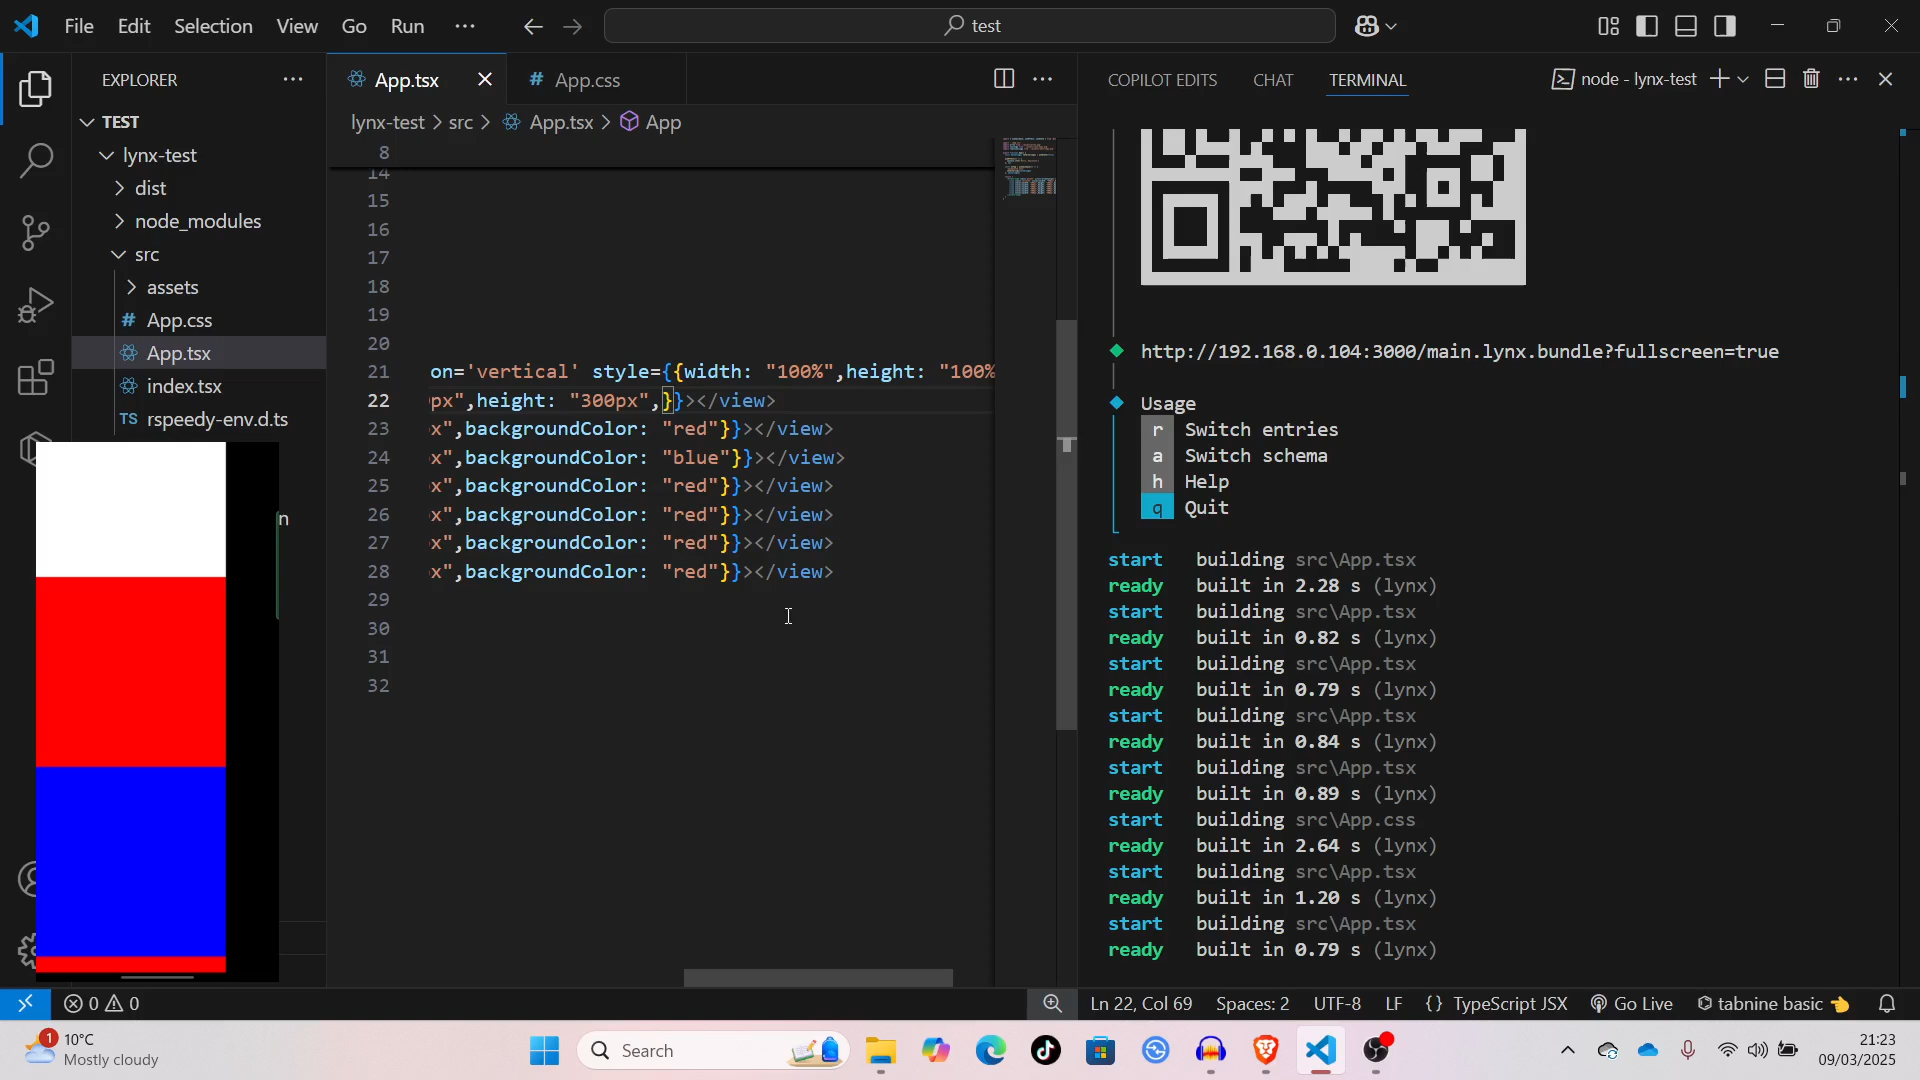 File Edit Selection View Go Run ... test
EXPLORER ...
TEST
lynx-test
dist
node_modules
src
assets
# App.css
App.tsx
index.tsx
TS rspeedy-env.d.ts
n
App.tsx # App.css ...
lynx-test > src > App.tsx > App
8
14
15
16
17
18
19
20
21 on='vertical' style={{width: "100%",height: "100%
22 px",height: "300px",}}></view>
23 x",backgroundColor: "red"}}></view>
24 x",backgroundColor: "blue"}}></view>
25 x",backgroundColor: "red"}}></view>
26 x",backgroundColor: "red"}}></view>
27 x",backgroundColor: "red"}}></view>
28 x",backgroundColor: "red"}}></view>
29
30
31
32
COPILOT EDITS CHAT TERMINAL node - lynx-test ...
http://192.168.0.104:3000/main.lynx.bundle?fullscreen=true
Usage
r Switch entries
a Switch schema
h Help
q Quit
start building src\App.tsx
ready built in 2.28 s (lynx)
start building src\App.tsx
ready built in 0.82 s (lynx)
start building src\App.tsx
ready built in 0.79 s (lynx)
start building src\App.tsx
ready built in 0.84 s (lynx)
start building src\App.tsx
ready built in 0.89 s (lynx)
start building src\App.css
ready built in 2.64 s (lynx)
start building src\App.tsx
ready built in 1.20 s (lynx)
start building src\App.tsx
ready built in 0.79 s (lynx)
0 0 Ln 22, Col 69 Spaces: 2 UTF-8 LF {} TypeScript JSX Go Live tabnine basic
1 10°C
Mostly cloudy
Search
21:23
09/03/2025